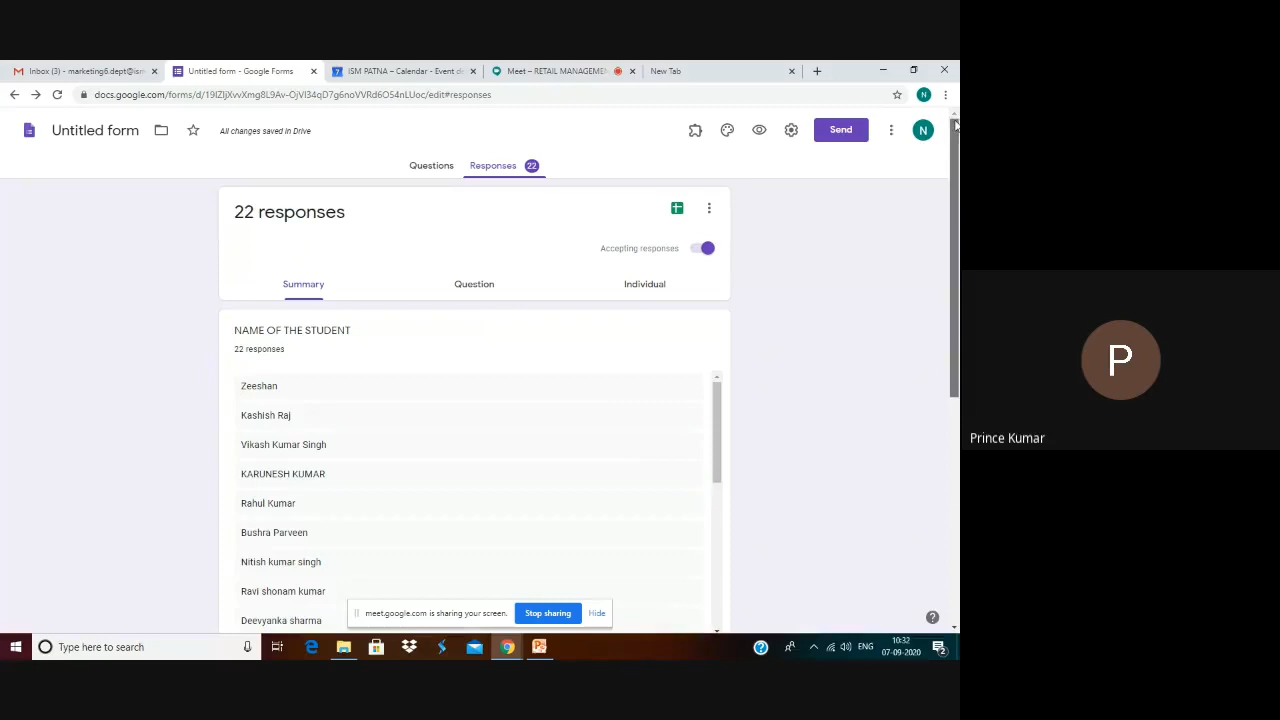 Inbox (3) - marketing6.dept@ism
Untitled form - Google Forms
iSM PATNA – Calendar - Event de
Meet – RETAIL MANAGEMEN
New Tab
docs.google.com/forms/d/
/edit#responses
Untitled form
All changes saved in Drive
Send
N
Questions
Responses 22
22 responses
Accepting responses
Summary
Question
Individual
NAME OF THE STUDENT
22 responses
Zeeshan
Kashish Raj
Vikash Kumar Singh
KARUNESH KUMAR
Rahul Kumar
Bushra Parveen
Nitish kumar singh
Ravi shonam kumar
Deevyanka sharma
meet.google.com is sharing your screen.
Stop sharing
Hide
Type here to search
ENG
10:32
07-09-2020
2
P
Prince Kumar